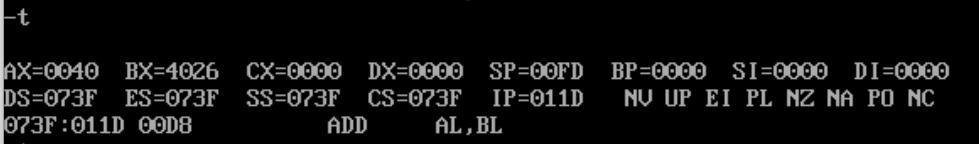 -t
AX=0040 BX=4026 CX=0000 DX=0000 SP=00FD BP=0000 SI=0000 DI=0000
DS=073F ES=073F SS=073F CS=073F IP=011D NV UP EI PL NZ NA PO NC
073F:011D 00D8 ADD AL,BL